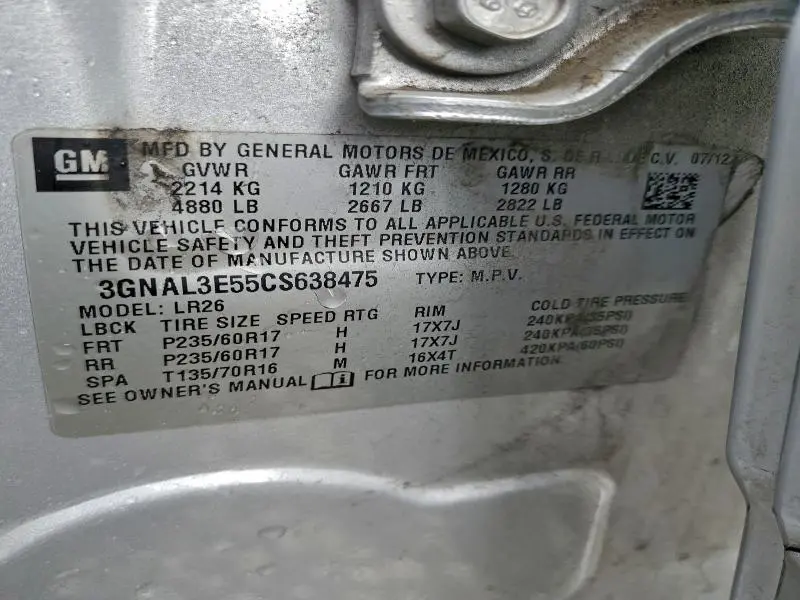 GM
MFD BY GENERAL MOTORS DE MEXICO, S. DE R. C.V. 07/12
GVWR GAWR FRT GAWR RR
2214 KG 1210 KG 1280 KG
4880 LB 2667 LB 2822 LB
THIS VEHICLE CONFORMS TO ALL APPLICABLE U.S. FEDERAL MOTOR
VEHICLE SAFETY AND THEFT PREVENTION STANDARDS IN EFFECT ON
THE DATE OF MANUFACTURE SHOWN ABOVE.
3GNAL3E55CS638475 TYPE: M.P.V.
MODEL: LR26
LBCK TIRE SIZE SPEED RTG RIM COLD TIRE PRESSURE
FRT P235/60R17 H 17X7J 240KPA(35PSI)
RR P235/60R17 H 17X7J 240KPA(35PSI)
SPA T135/70R16 M 16X4T 420KPA(60PSI)
SEE OWNER'S MANUAL FOR MORE INFORMATION.